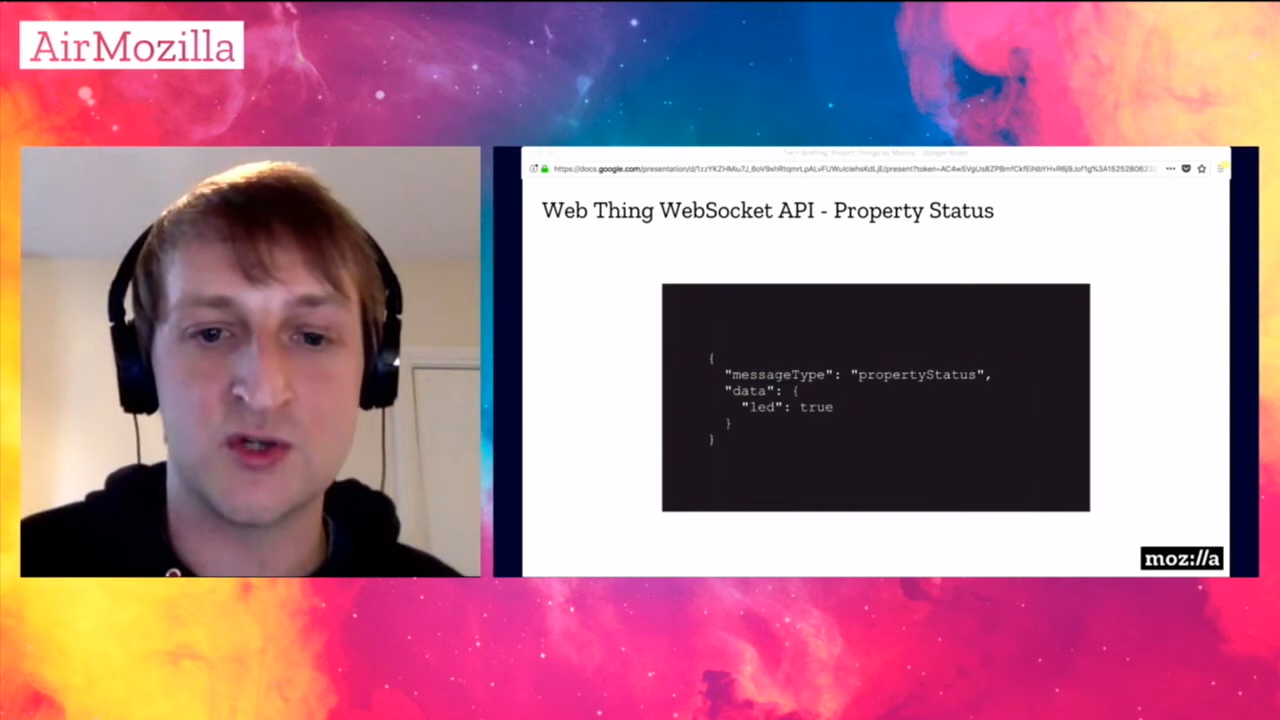 AirMozilla
Web Thing WebSocket API - Property Status
{
"messageType": "propertyStatus",
"data": {
"led": true
}
}
moz://a